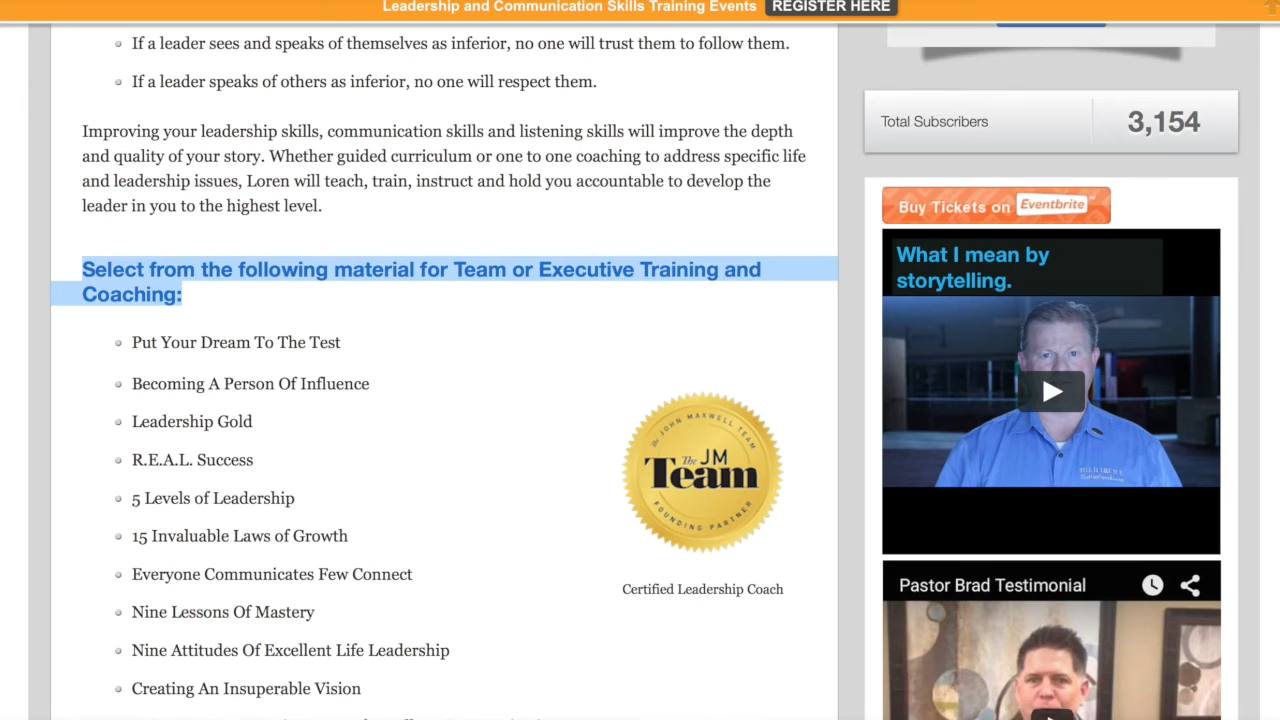 Leadership and Communication Skills Training Events REGISTER HERE
If a leader sees and speaks of themselves as inferior, no one will trust them to follow them.
If a leader speaks of others as inferior, no one will respect them.
Improving your leadership skills, communication skills and listening skills will improve the depth
and quality of your story. Whether guided curriculum or one to one coaching to address specific life
and leadership issues, Loren will teach, train, instruct and hold you accountable to develop the
leader in you to the highest level.
Select from the following material for Team or Executive Training and
Coaching:
Put Your Dream To The Test
Becoming A Person Of Influence
Leadership Gold
R.E.A.L. Success
5 Levels of Leadership
15 Invaluable Laws of Growth
Everyone Communicates Few Connect
Nine Lessons Of Mastery
Nine Attitudes Of Excellent Life Leadership
Creating An Insuperable Vision
The JOHN MAXWELL TEAM
The JM
Team
FOUNDING PARTNER
Certified Leadership Coach
Total Subscribers
3,154
Buy Tickets on Eventbrite
What I mean by
storytelling.
Pastor Brad Testimonial